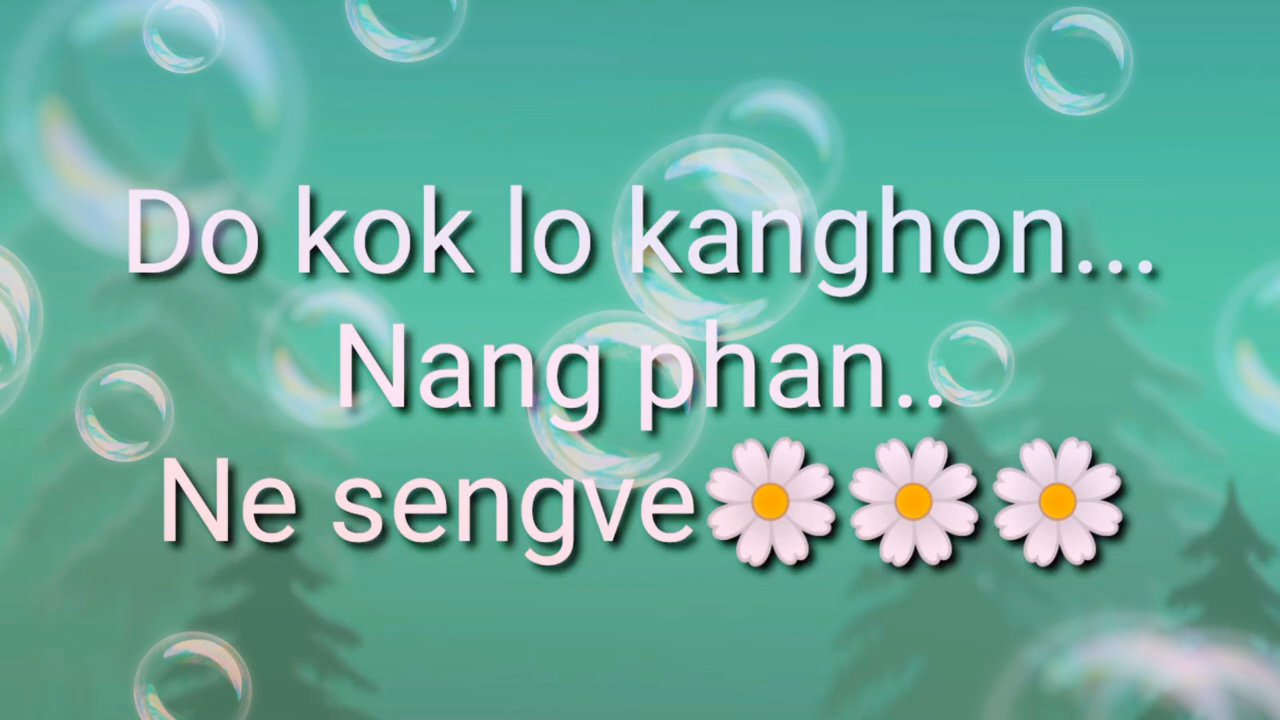 Do kok lo kanghon...
Nang phan..
Ne sengve🌼🌼🌼